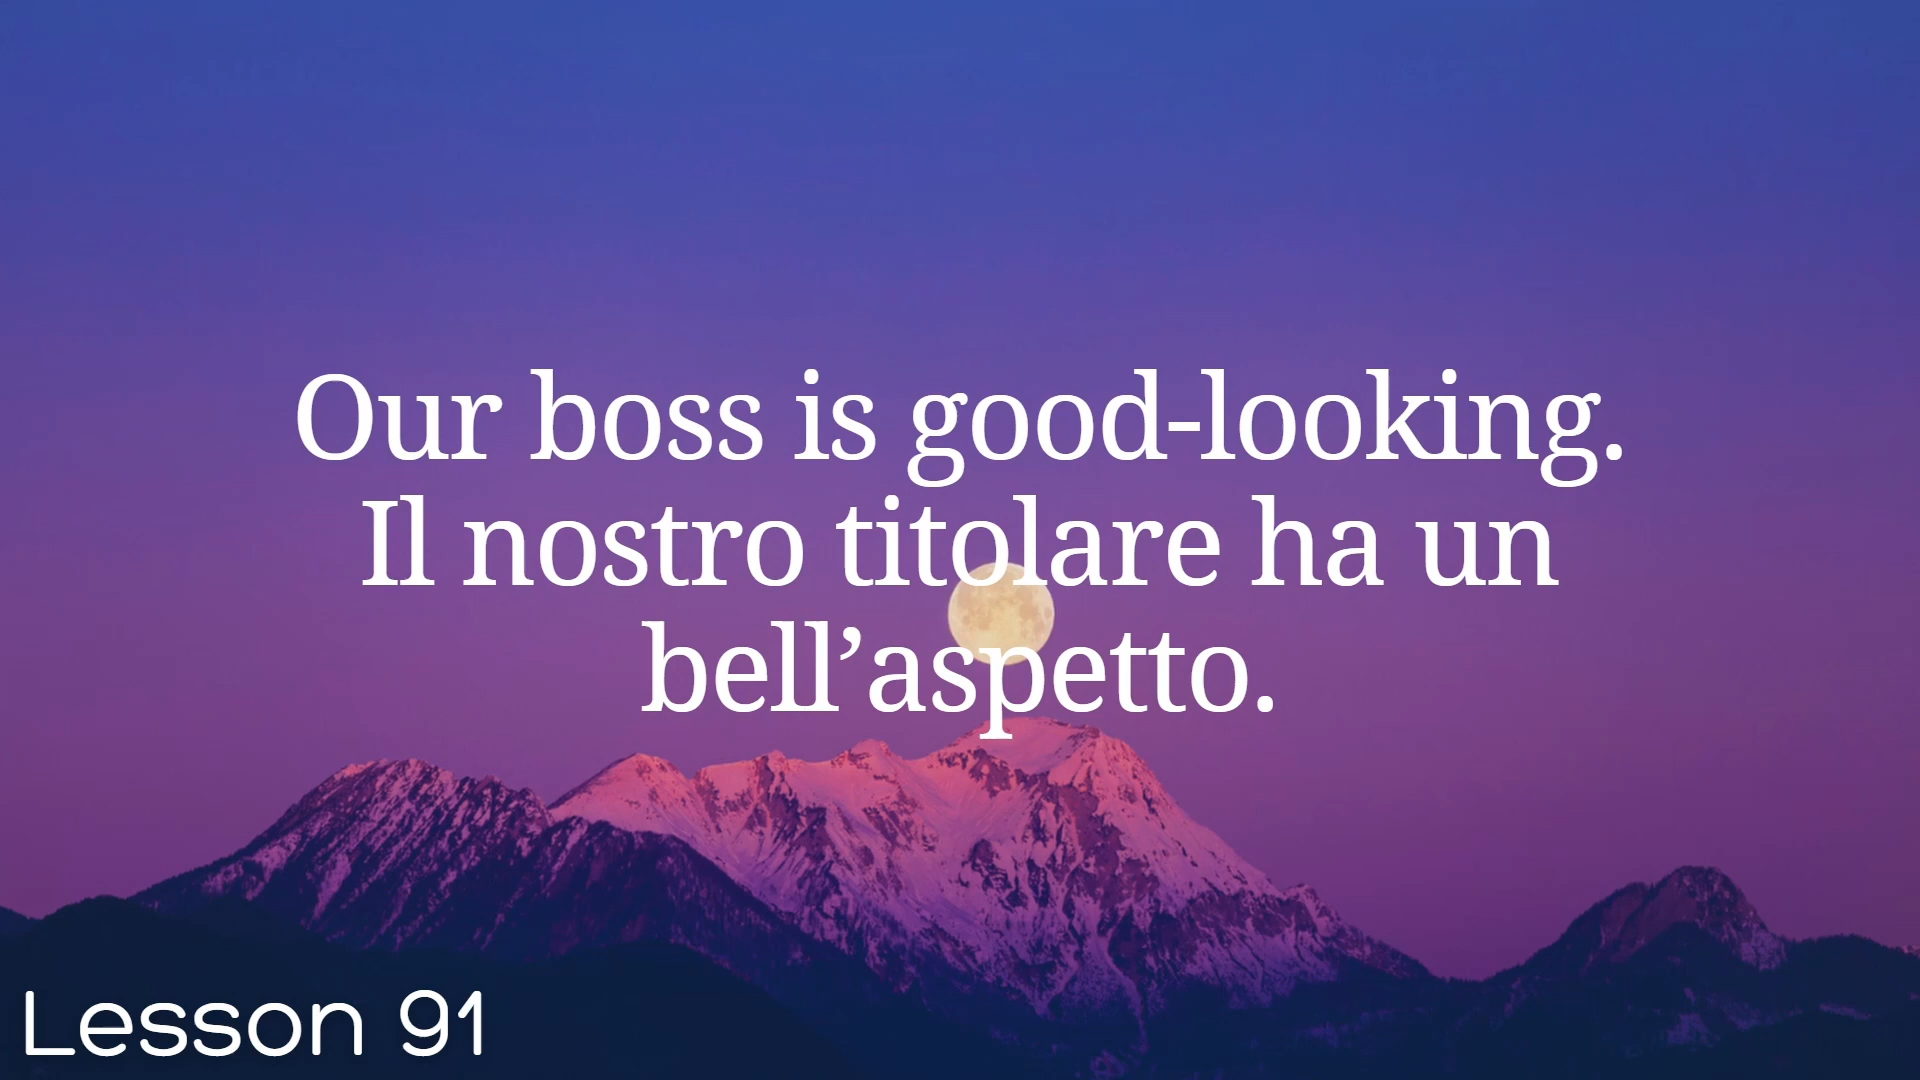 Our boss is good-looking.
Il nostro titolare ha un
bell’aspetto.
Lesson 91